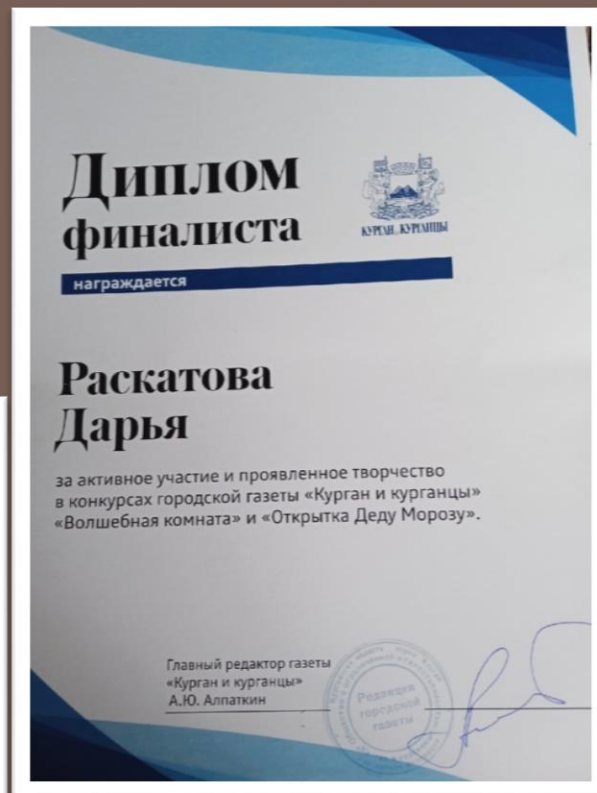 Диплом
финалиста
КУРГАН и КУРГАНЦЫ
награждается
Раскатова
Дарья
за активное участие и проявленное творчество
в конкурсах городской газеты «Курган и курганцы»
«Волшебная комната» и «Открытка Деду Морозу».
Главный редактор газеты
«Курган и курганцы»
А.Ю. Алпаткин
Редакция
городской
газеты